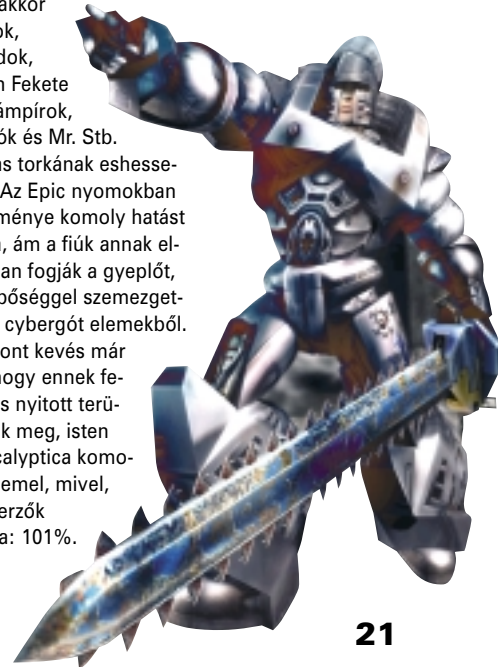 akkor
ok,
dok,
n Fekete
ámpírok,
ók és Mr. Stb.
as torkának eshesse-
Az Epic nyomokban
ménye komoly hatást
, ám a fiúk annak el-
an fogják a gyeplőt,
bőséggel szemezget-
cybergót elemekből.
ont kevés már
hogy ennek fe-
s nyitott terü-
k meg, isten
calyptica komo-
emel, mivel,
erzők
a: 101%.
21